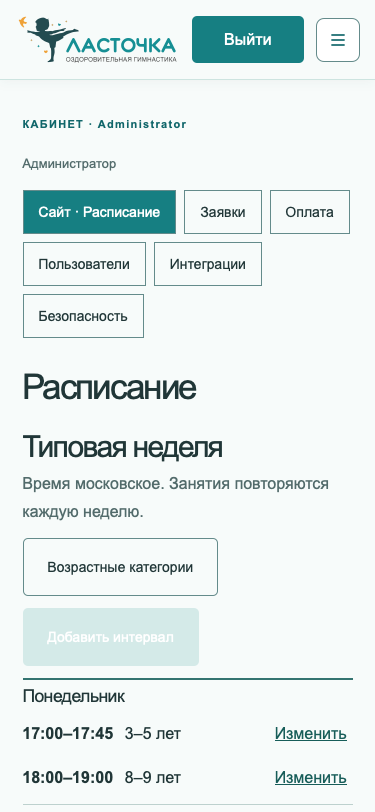 ЛАСТОЧКА
ОЗДОРОВИТЕЛЬНАЯ ГИМНАСТИКА
Выйти
КАБИНЕТ · Administrator
Администратор
Сайт · Расписание
Заявки
Оплата
Пользователи
Интеграции
Безопасность
Расписание
Типовая неделя
Время московское. Занятия повторяются
каждую неделю.
Возрастные категории
Добавить интервал
Понедельник
17:00–17:45 3–5 лет Изменить
18:00–19:00 8–9 лет Изменить